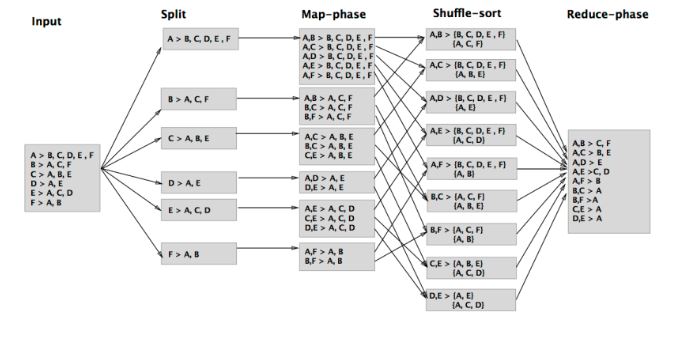 Input
Split
Map-phase
Shuffle-sort
Reduce-phase
A > B, C, D, E , F
B > A, C, F
C > A, B, E
D > A, E
E > A, C, D
F > A, B
A > B, C, D, E , F
B > A, C, F
C > A, B, E
D > A, E
E > A, C, D
F > A, B
A,B > B, C, D, E , F
A,C > B, C, D, E , F
A,D > B, C, D, E , F
A,E > B, C, D, E , F
A,F > B, C, D, E , F
A,B > A, C, F
B,C > A, C, F
B,F > A, C, F
A,C > A, B, E
B,C > A, B, E
C,E > A, B, E
A,D > A, E
D,E > A, E
A,E > A, C, D
C,E > A, C, D
D,E > A, C, D
A,F > A, B
B,F > A, B
A,B > {B, C, D, E , F}
{A, C, F}
A,C > {B, C, D, E , F}
{A, B, E}
A,D > {B, C, D, E , F}
{A, E}
A,E > {B, C, D, E , F}
{A, C, D}
A,F > {B, C, D, E , F}
{A, B}
B,C > {A, C, F}
{A, B, E}
B,F > {A, C, F}
{A, B}
C,E > {A, B, E}
{A, C, D}
D,E > {A, E}
{A, C, D}
A,B > C, F
A,C > B, E
A,D > E
A,E >C, D
A,F > B
B,C > A
B,F >A
C,E > A
D,E > A